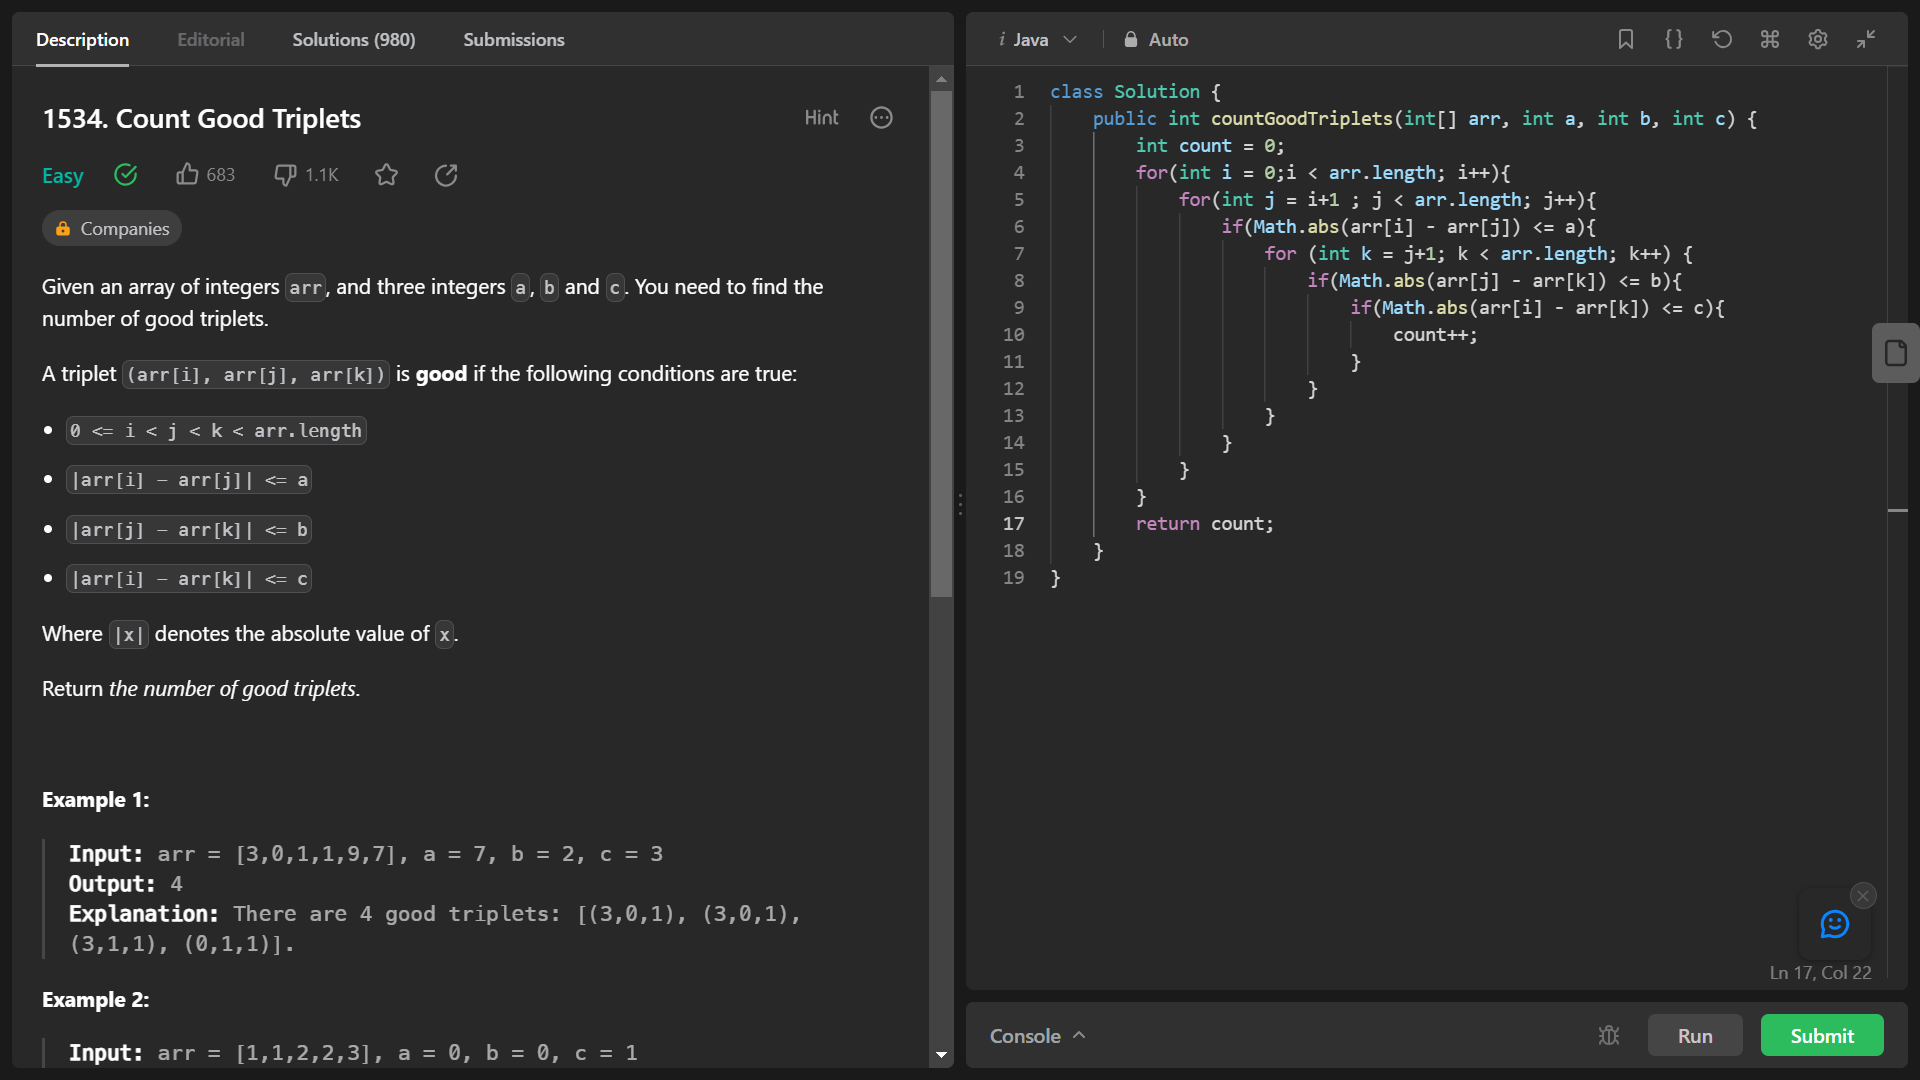 Description Editorial Solutions (980) Submissions
1534. Count Good Triplets
Hint
Easy 683 1.1K
Companies
Given an array of integers arr, and three integers a, b and c. You need to find the
number of good triplets.
A triplet (arr[i], arr[j], arr[k]) is good if the following conditions are true:
• 0 <= i < j < k < arr.length
• |arr[i] - arr[j]| <= a
• |arr[j] - arr[k]| <= b
• |arr[i] - arr[k]| <= c
Where |x| denotes the absolute value of x.
Return the number of good triplets.
Example 1:
Input: arr = [3,0,1,1,9,7], a = 7, b = 2, c = 3
Output: 4
Explanation: There are 4 good triplets: [(3,0,1), (3,0,1),
(3,1,1), (0,1,1)].
Example 2:
Input: arr = [1,1,2,2,3], a = 0, b = 0, c = 1
i Java Auto
1 class Solution {
2 public int countGoodTriplets(int[] arr, int a, int b, int c) {
3 int count = 0;
4 for(int i = 0;i < arr.length; i++){
5 for(int j = i+1 ; j < arr.length; j++){
6 if(Math.abs(arr[i] - arr[j]) <= a){
7 for (int k = j+1; k < arr.length; k++) {
8 if(Math.abs(arr[j] - arr[k]) <= b){
9 if(Math.abs(arr[i] - arr[k]) <= c){
10 count++;
11 }
12 }
13 }
14 }
15 }
16 }
17 return count;
18 }
19 }
Ln 17, Col 22
Console Run Submit